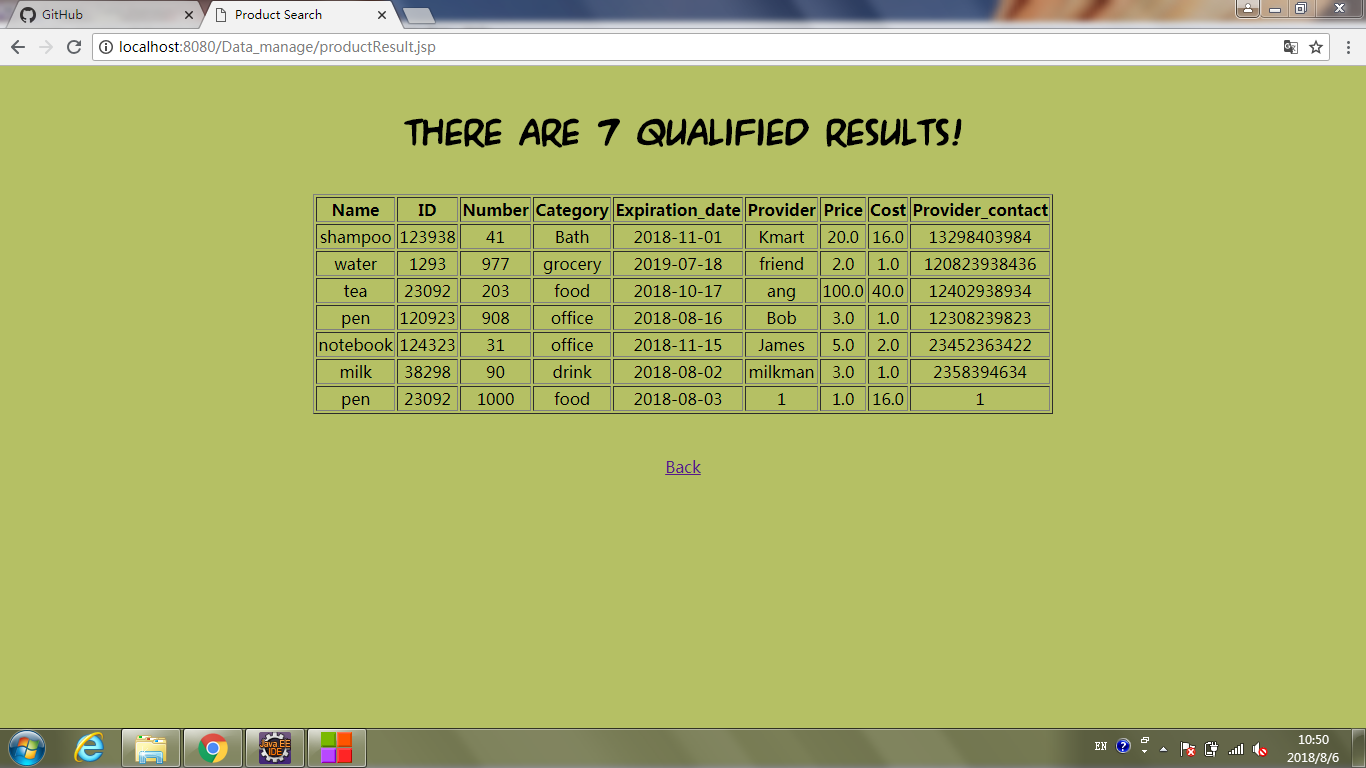 GitHub Product Search
localhost:8080/Data_manage/productResult.jsp
THERE ARE 7 QUALIFIED RESULTS!
Name ID Number Category Expiration_date Provider Price Cost Provider_contact
shampoo 123938 41 Bath 2018-11-01 Kmart 20.0 16.0 13298403984
water 1293 977 grocery 2019-07-18 friend 2.0 1.0 120823938436
tea 23092 203 food 2018-10-17 ang 100.0 40.0 12402938934
pen 120923 908 office 2018-08-16 Bob 3.0 1.0 12308239823
notebook 124323 31 office 2018-11-15 James 5.0 2.0 23452363422
milk 38298 90 drink 2018-08-02 milkman 3.0 1.0 2358394634
pen 23092 1000 food 2018-08-03 1 1.0 16.0 1
Back
Java EE
IDE
EN
10:50
2018/8/6